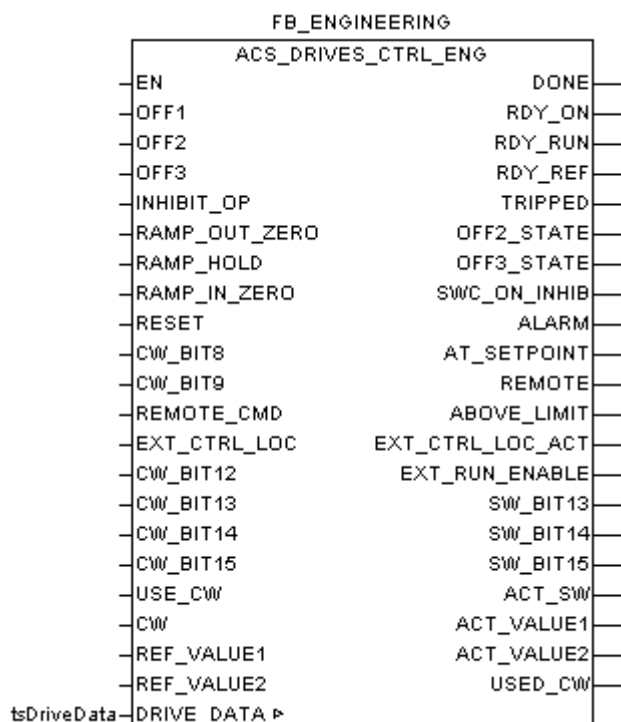 FB_ENGINEERING
ACS_DRIVES_CTRL_ENG
EN DONE
OFF1 RDY_ON
OFF2 RDY_RUN
OFF3 RDY_REF
INHIBIT_OP TRIPPED
RAMP_OUT_ZERO OFF2_STATE
RAMP_HOLD OFF3_STATE
RAMP_IN_ZERO SWC_ON_INHIB
RESET ALARM
CW_BIT8 AT_SETPOINT
CW_BIT9 REMOTE
REMOTE_CMD ABOVE_LIMIT
EXT_CTRL_LOC EXT_CTRL_LOC_ACT
CW_BIT12 EXT_RUN_ENABLE
CW_BIT13 SW_BIT13
CW_BIT14 SW_BIT14
CW_BIT15 SW_BIT15
USE_CW ACT_SW
CW ACT_VALUE1
REF_VALUE1 ACT_VALUE2
REF_VALUE2 USED_CW
tsDriveData DRIVE_DATA